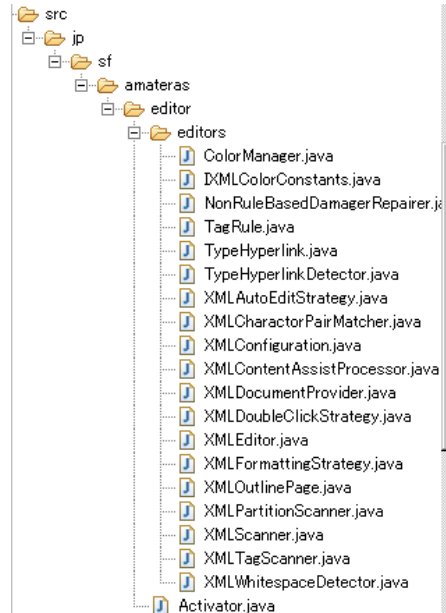 src
jp
sf
amateras
editor
editors
ColorManager.java
IXMLColorConstants.java
NonRuleBasedDamagerRepairer.ja
TagRule.java
TypeHyperlink.java
TypeHyperlinkDetector.java
XMLAutoEditStrategy.java
XMLCharactorPairMatcher.java
XMLConfiguration.java
XMLContentAssistProcessor.java
XMLDocumentProvider.java
XMLDoubleClickStrategy.java
XMLEditor.java
XMLFormattingStrategy.java
XMLOutlinePage.java
XMLPartitionScanner.java
XMLScanner.java
XMLTagScanner.java
XMLWhitespaceDetector.java
Activator.java